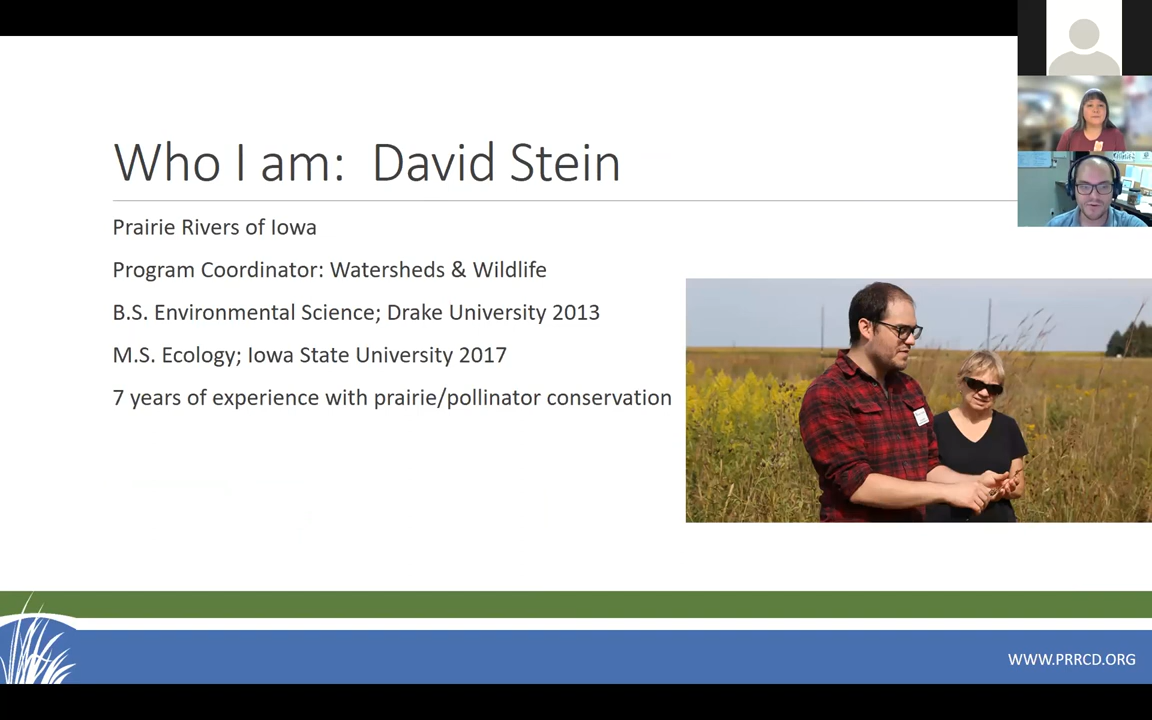 Who I am: David Stein
Prairie Rivers of Iowa
Program Coordinator: Watersheds & Wildlife
B.S. Environmental Science; Drake University 2013
M.S. Ecology; Iowa State University 2017
7 years of experience with prairie/pollinator conservation
WWW.PRRCD.ORG